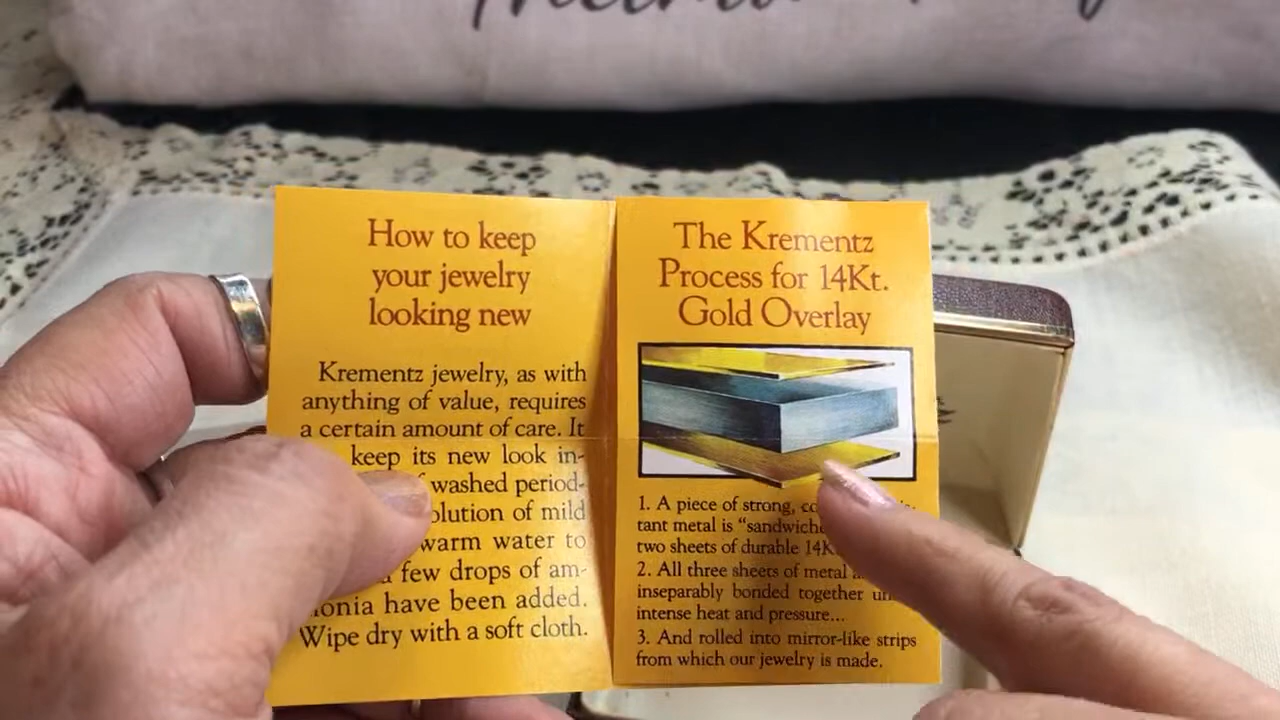 How to keep
your jewelry
looking new
Krementz jewelry, as with
anything of value, requires
a certain amount of care. It
keep its new look in-
washed period-
solution of mild
warm water to
a few drops of am-
monia have been added.
Wipe dry with a soft cloth.
The Krementz
Process for 14Kt.
Gold Overlay
1. A piece of strong,
tant metal is "sandwiched
two sheets of durable 14K
2. All three sheets of metal
inseparably bonded together
intense heat and pressure...
3. And rolled into mirror-like strips
from which our jewelry is made.